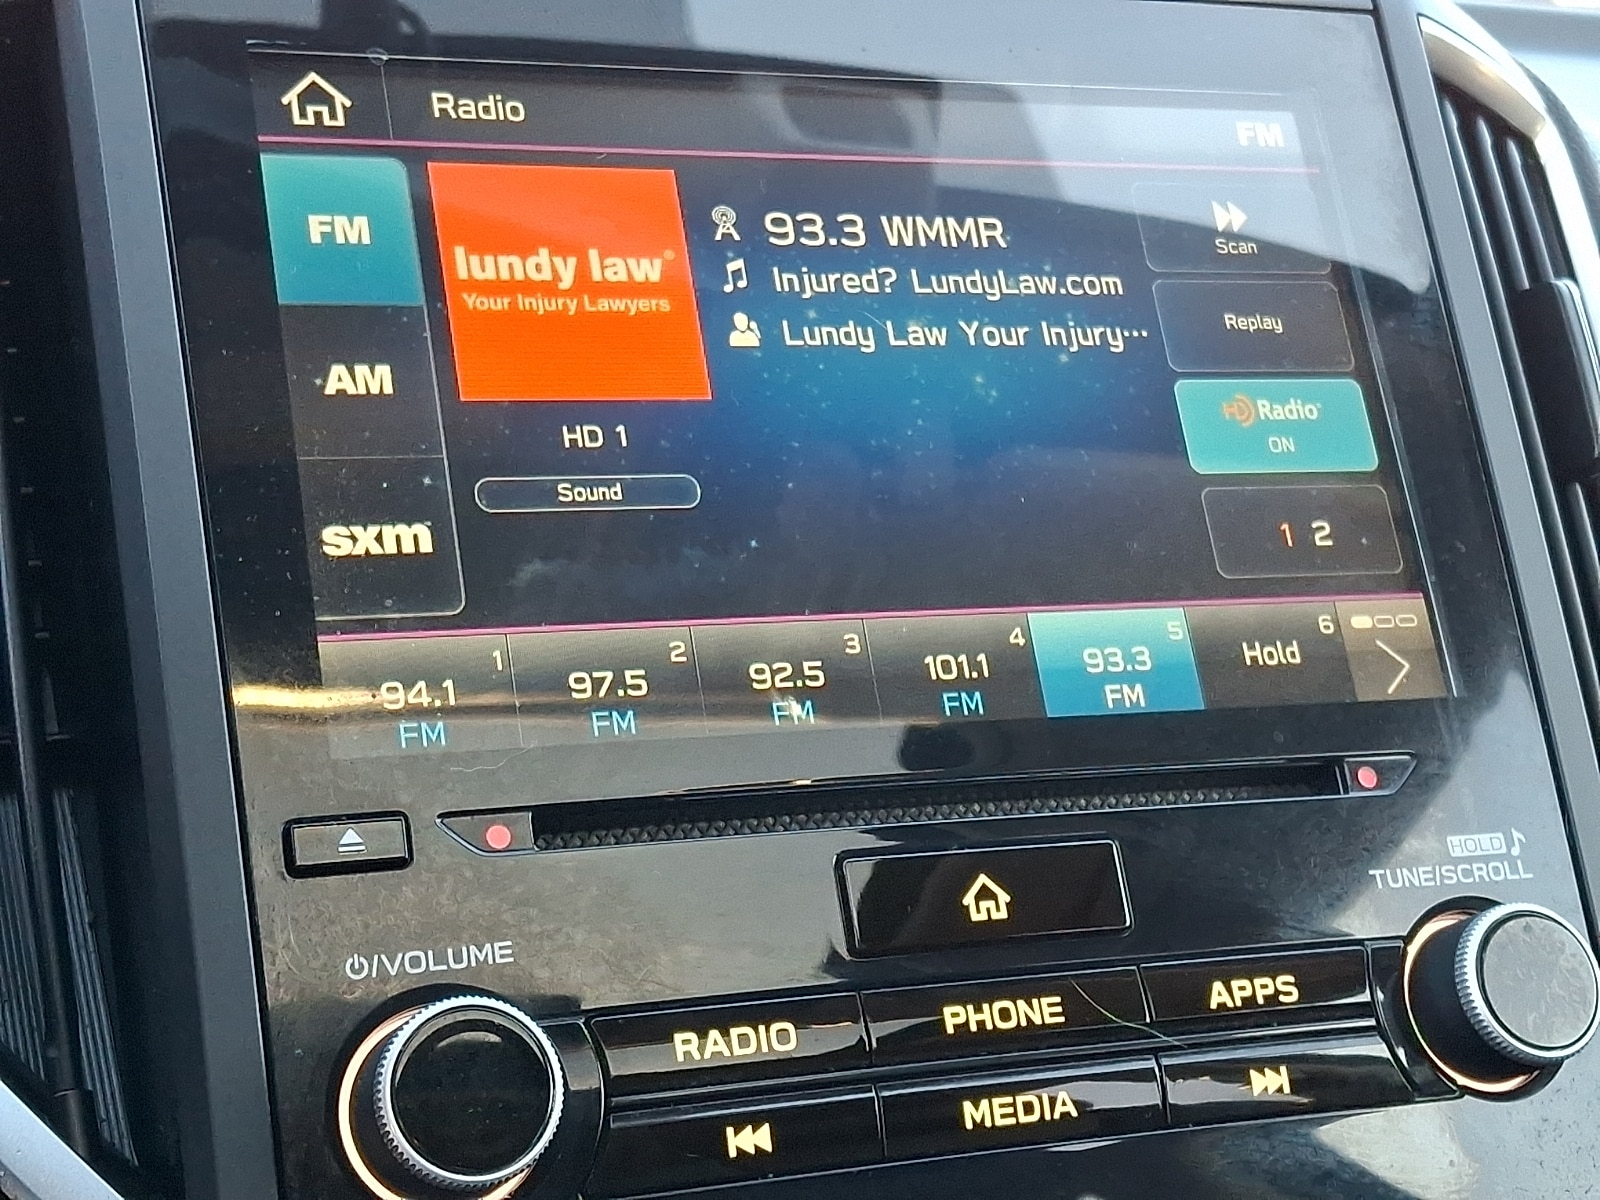 Radio
FM
FM
AM
sxm
lundy law®
Your Injury Lawyers
HD 1
Sound
93.3 WMMR
Injured? LundyLaw.com
Lundy Law Your Injury...
Scan
Replay
HD Radio
ON
1 2
1
94.1
FM
2
97.5
FM
3
92.5
FM
4
101.1
FM
5
93.3
FM
6
Hold
HOLD
TUNE/SCROLL
/VOLUME
RADIO
PHONE
APPS
MEDIA